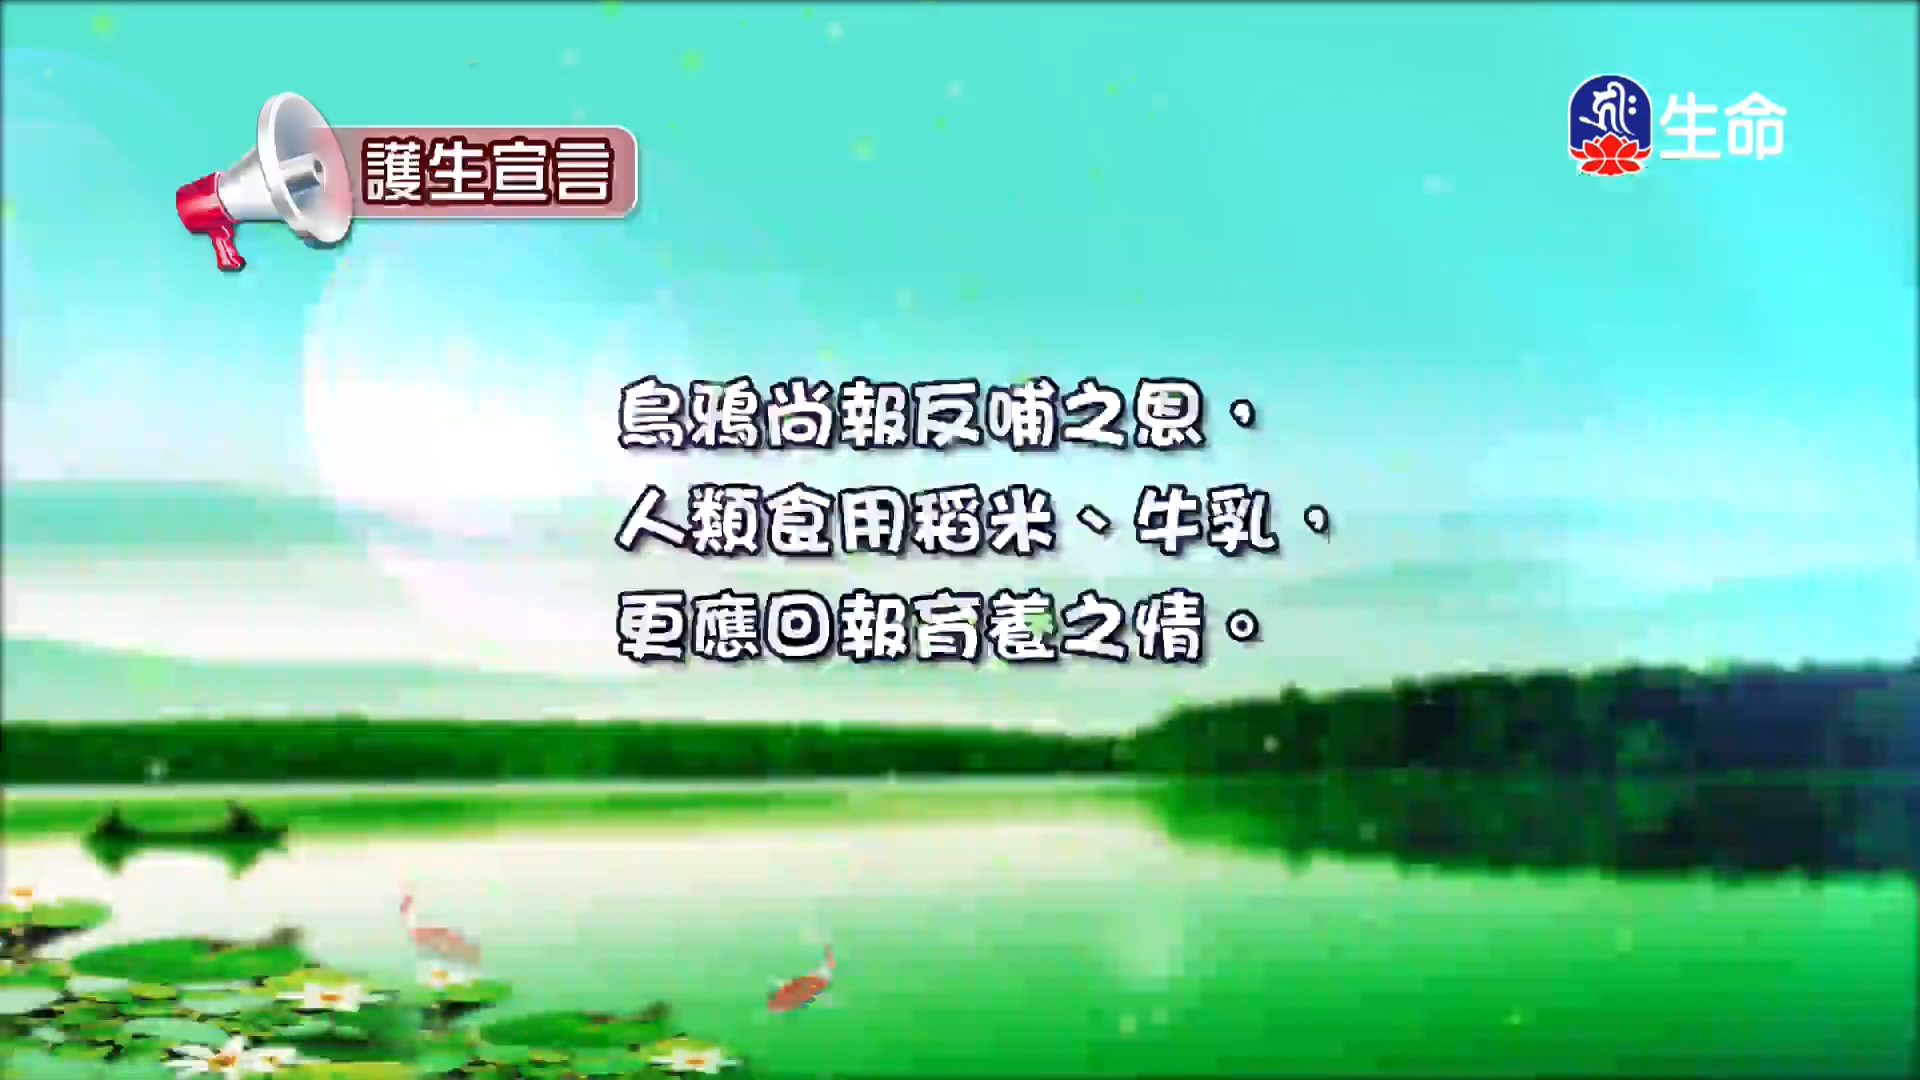 護生宣言
生命
烏鴉尚報反哺之恩，
人類食用稻米、牛乳，
更應回報育養之情。